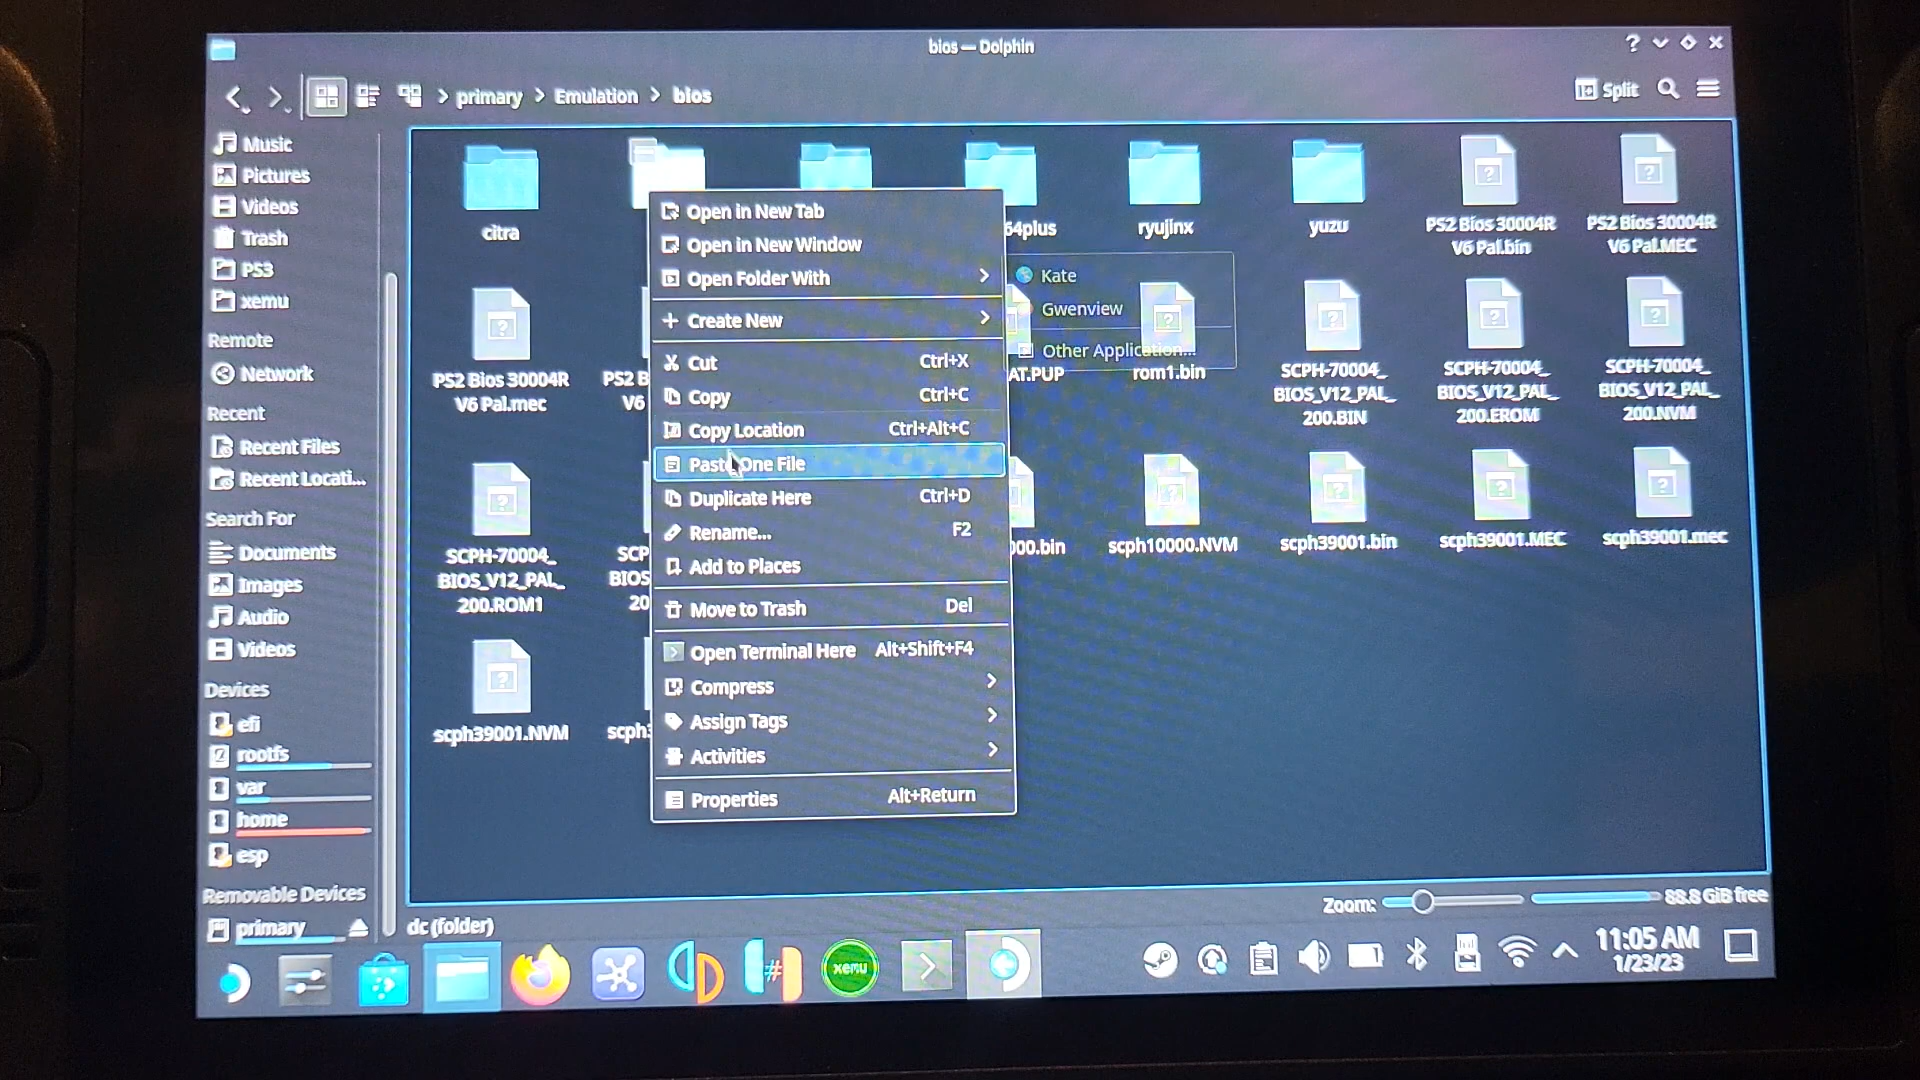 bios — Dolphin
primary
Emulation
bios
Split
Music
Pictures
Videos
Trash
PS3
xemu
Remote
Network
Recent
Recent Files
Recent Locati...
Search For
Documents
Images
Audio
Videos
Devices
efi
rootfs
var
home
esp
Removable Devices
primary
citra
64plus
ryujinx
yuzu
PS2 Bios 30004R
V6 Pal.bin
PS2 Bios 30004R
V6 Pal.MEC
PS2 Bios 30004R
V6 Pal.mec
PS2 B
V6
AT.PUP
rom1.bin
SCPH-70004_
BIOS_V12_PAL_
200.BIN
SCPH-70004_
BIOS_V12_PAL_
200.EROM
SCPH-70004_
BIOS_V12_PAL_
200.NVM
SCPH-70004_
BIOS_V12_PAL_
200.ROM1
SCP
BIOS
20
000.bin
scph10000.NVM
scph39001.bin
scph39001.MEC
scph39001.mec
scph39001.NVM
scph
Open in New Tab
Open in New Window
Open Folder With
Create New
Cut Ctrl+X
Copy Ctrl+C
Copy Location Ctrl+Alt+C
Paste One File
Duplicate Here Ctrl+D
Rename... F2
Add to Places
Move to Trash Del
Open Terminal Here Alt+Shift+F4
Compress
Assign Tags
Activities
Properties Alt+Return
Kate
Gwenview
Other Application...
dc (folder)
Zoom:
88.8 GiB free
xemu
11:05 AM
1/23/23